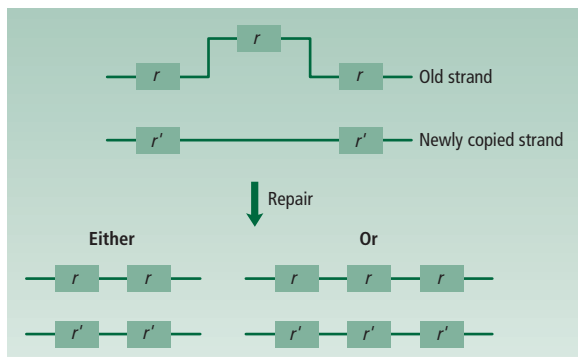 r
r r Old strand
r' r' Newly copied strand
Repair
Either Or
r r r r r
r' r' r' r' r'